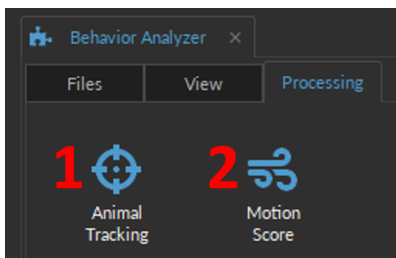 Behavior Analyzer ×
Files View Processing
1 2
Animal Motion
Tracking Score